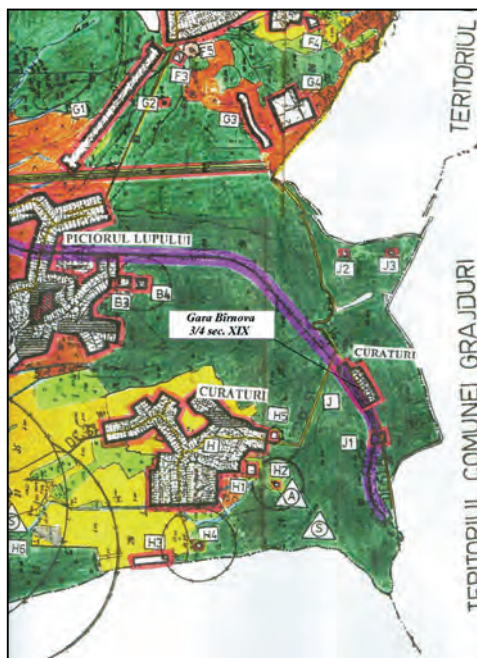 F5
F4
F3
G4
G1
G2
G3
TERITORIUL
PICIORUL LUPULUI
J2
J3
B3
B4
Gara Bîrnova
3/4 sec. XIX
CURATURI
CURATURI
J
H5
J1
H
H2
H1
A
S
S
H4
H6
H3
TERITORIUL COMUNEI GRAJDURI